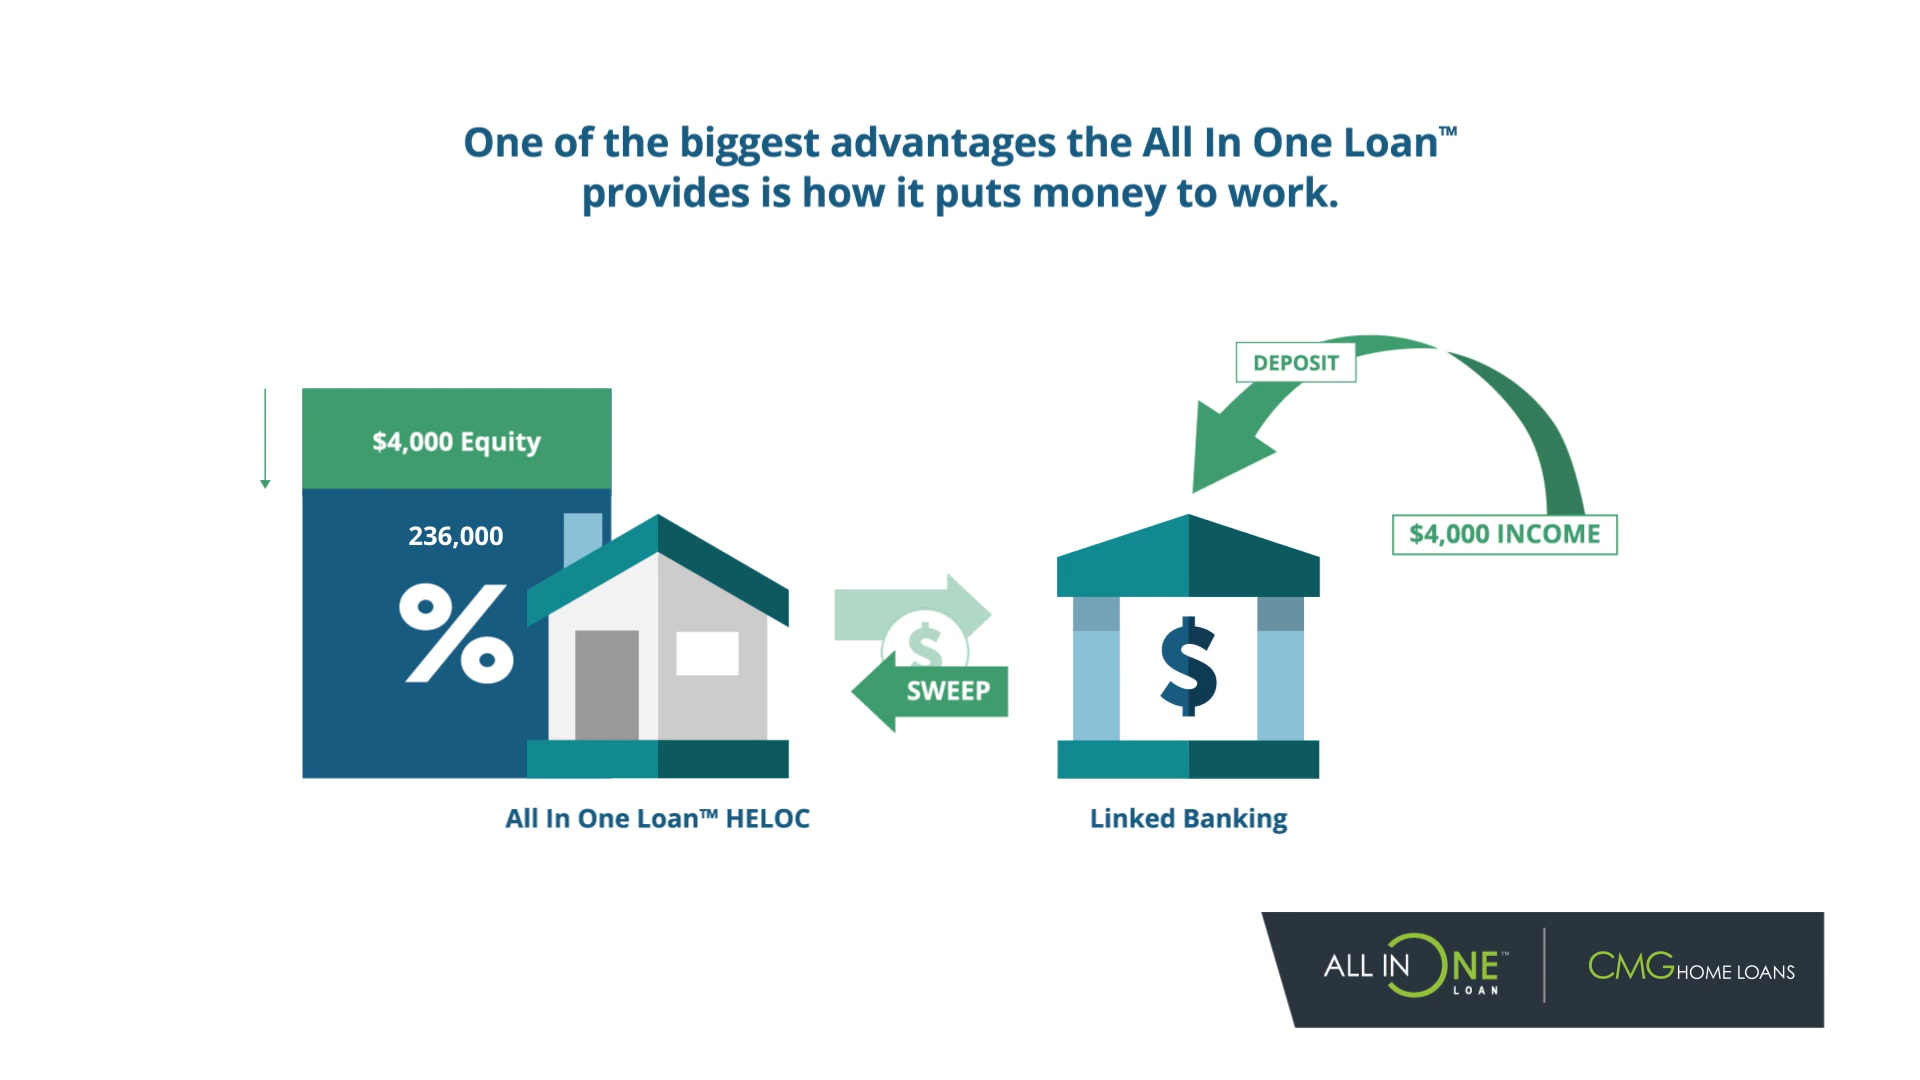 One of the biggest advantages the All In One Loan™
provides is how it puts money to work.
DEPOSIT
$4,000 Equity
$4,000 INCOME
236,000
%
$
$
SWEEP
All In One Loan™ HELOC
Linked Banking
ALL IN ONE™
LOAN
CMG HOME LOANS